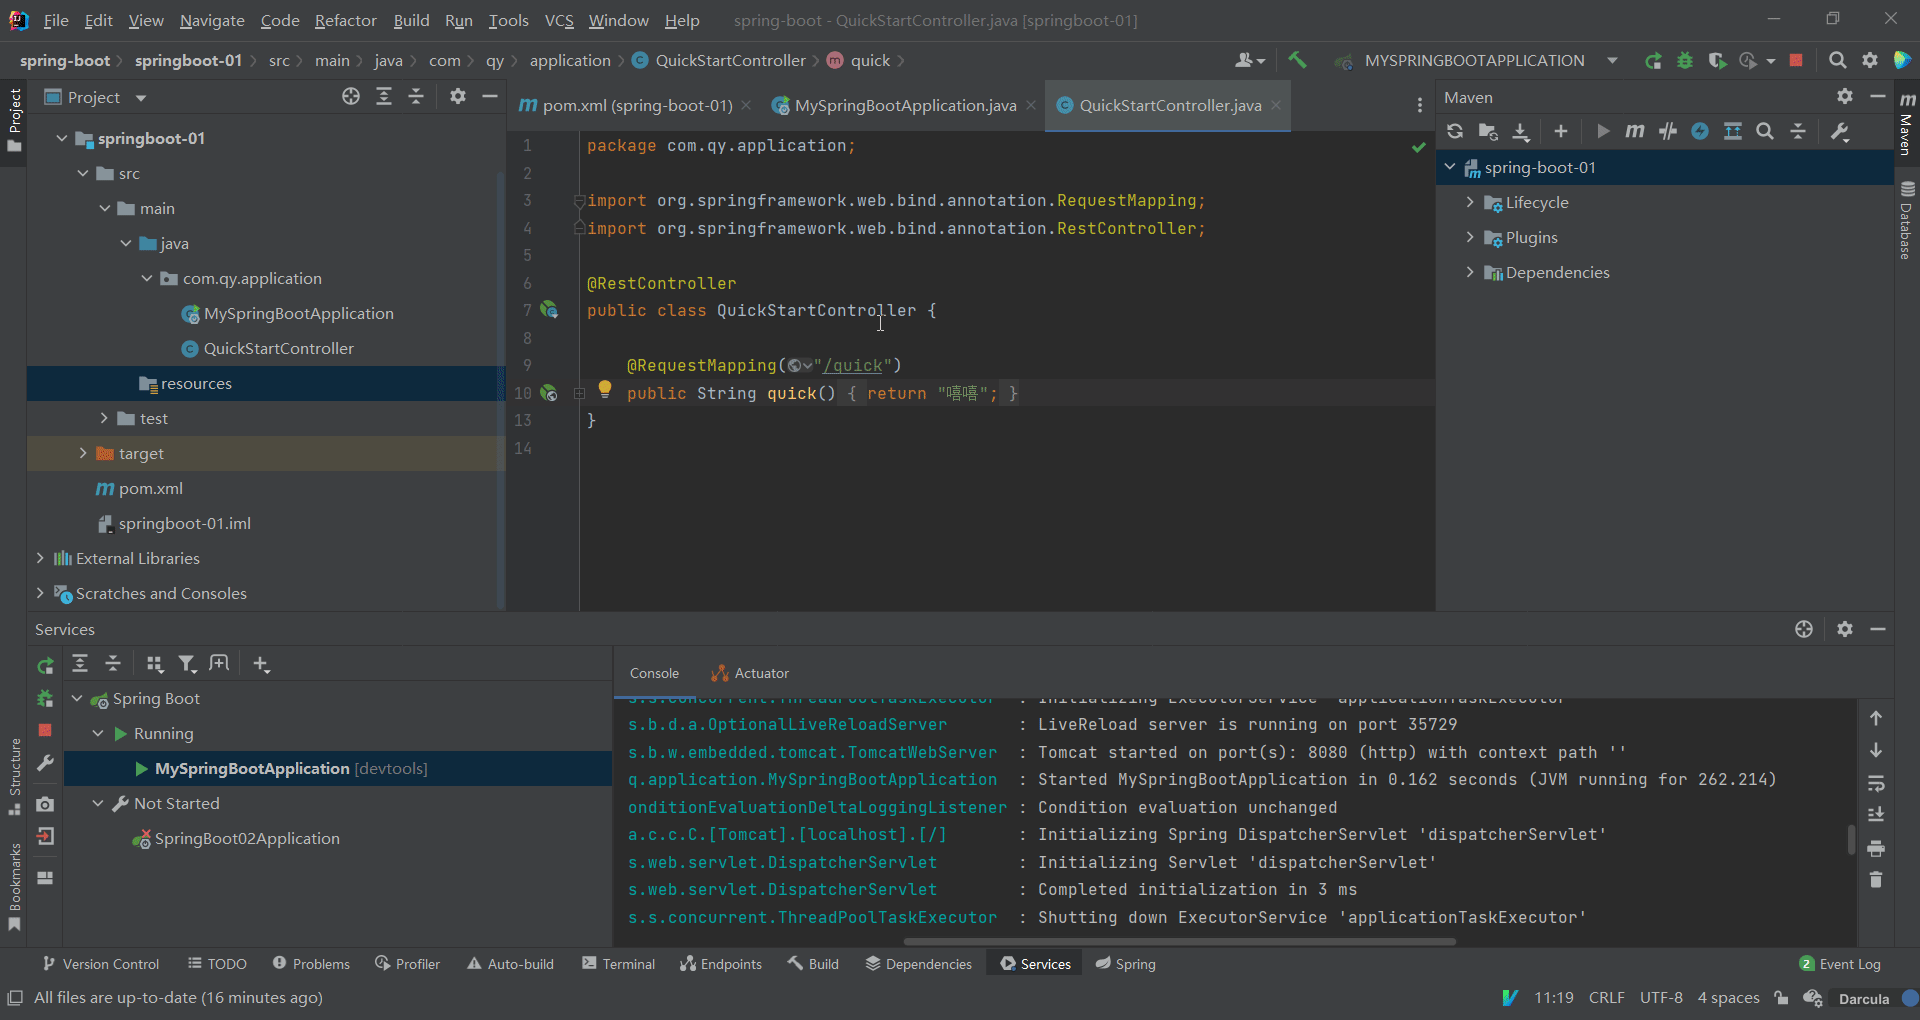 File Edit View Navigate Code Refactor Build Run Tools VCS Window Help spring-boot - QuickStartController.java [springboot-01]
spring-boot springboot-01 src main java com qy application QuickStartController quick MYSPRINGBOOTAPPLICATION
Project
Project
pom.xml (spring-boot-01) MySpringBootApplication.java QuickStartController.java
Maven
springboot-01
src
main
java
com.qy.application
MySpringBootApplication
QuickStartController
resources
test
target
pom.xml
springboot-01.iml
External Libraries
Scratches and Consoles
1 package com.qy.application;
2
3 import org.springframework.web.bind.annotation.RequestMapping;
4 import org.springframework.web.bind.annotation.RestController;
5
6 @RestController
7 public class QuickStartController {
8
9 @RequestMapping("/quick")
10 public String quick() { return "嘻嘻"; }
13 }
14
spring-boot-01
Lifecycle
Plugins
Dependencies
Maven
Database
Services
Structure
Bookmarks
Spring Boot
Running
MySpringBootApplication [devtools]
Not Started
SpringBoot02Application
Console Actuator
s.s.concurrent.ThreadPoolTaskExecutor : Initializing ExecutorService 'applicationTaskExecutor'
s.b.d.a.OptionalLiveReloadServer : LiveReload server is running on port 35729
s.b.w.embedded.tomcat.TomcatWebServer : Tomcat started on port(s): 8080 (http) with context path ''
q.application.MySpringBootApplication : Started MySpringBootApplication in 0.162 seconds (JVM running for 262.214)
onditionEvaluationDeltaLoggingListener : Condition evaluation unchanged
a.c.c.C.[Tomcat].[localhost].[/] : Initializing Spring DispatcherServlet 'dispatcherServlet'
s.web.servlet.DispatcherServlet : Initializing Servlet 'dispatcherServlet'
s.web.servlet.DispatcherServlet : Completed initialization in 3 ms
s.s.concurrent.ThreadPoolTaskExecutor : Shutting down ExecutorService 'applicationTaskExecutor'
Version Control TODO Problems Profiler Auto-build Terminal Endpoints Build Dependencies Services Spring 2 Event Log
All files are up-to-date (16 minutes ago) 11:19 CRLF UTF-8 4 spaces Darcula